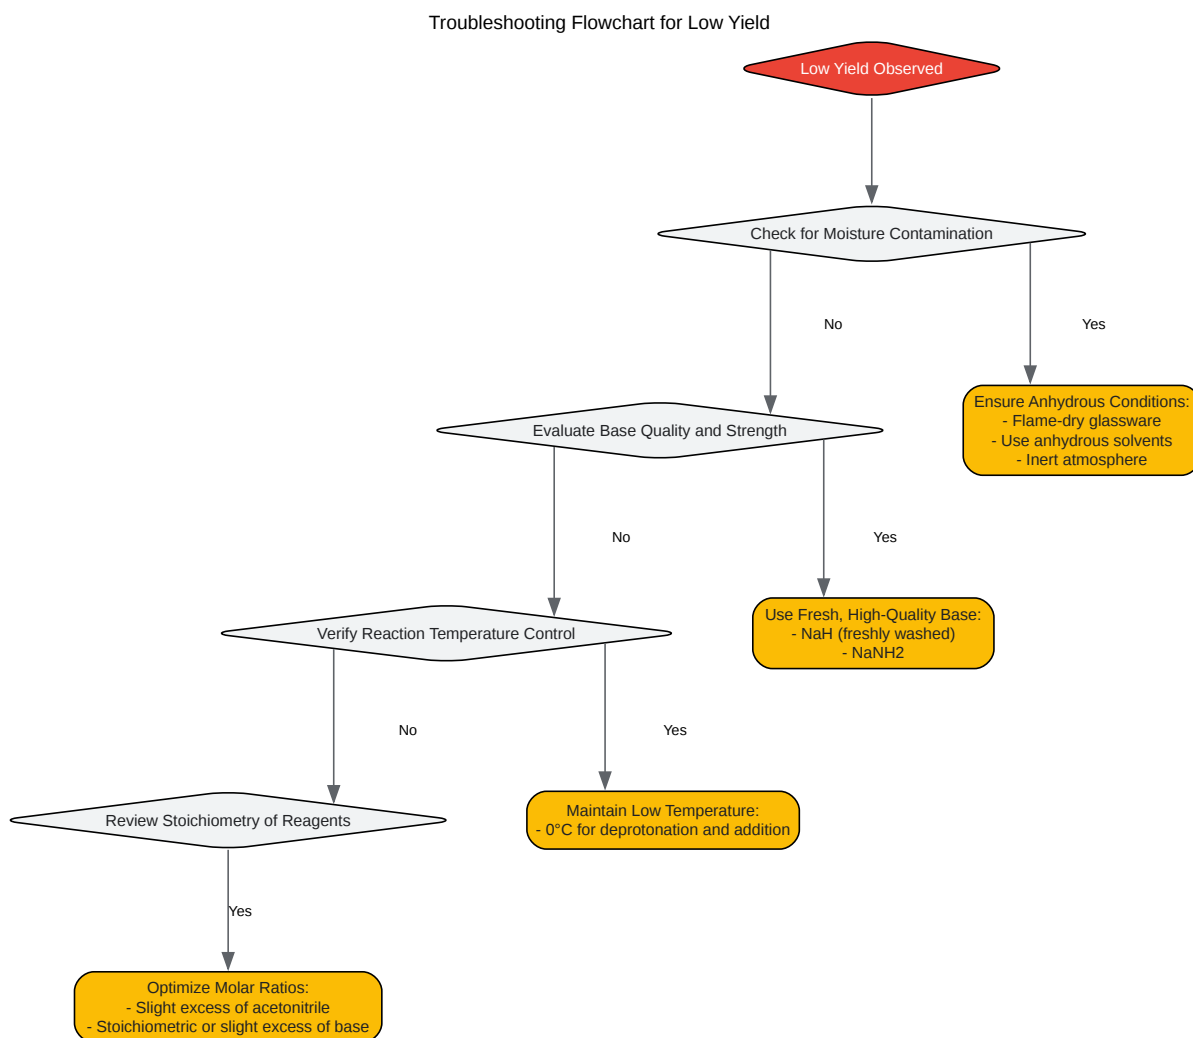 Troubleshooting Flowchart for Low Yield
Low Yield Observed
Check for Moisture Contamination
No
Yes
Ensure Anhydrous Conditions:
- Flame-dry glassware
- Use anhydrous solvents
- Inert atmosphere
Evaluate Base Quality and Strength
No
Yes
Use Fresh, High-Quality Base:
- NaH (freshly washed)
- NaNH2
Verify Reaction Temperature Control
No
Yes
Maintain Low Temperature:
- 0°C for deprotonation and addition
Review Stoichiometry of Reagents
Yes
Optimize Molar Ratios:
- Slight excess of acetonitrile
- Stoichiometric or slight excess of base